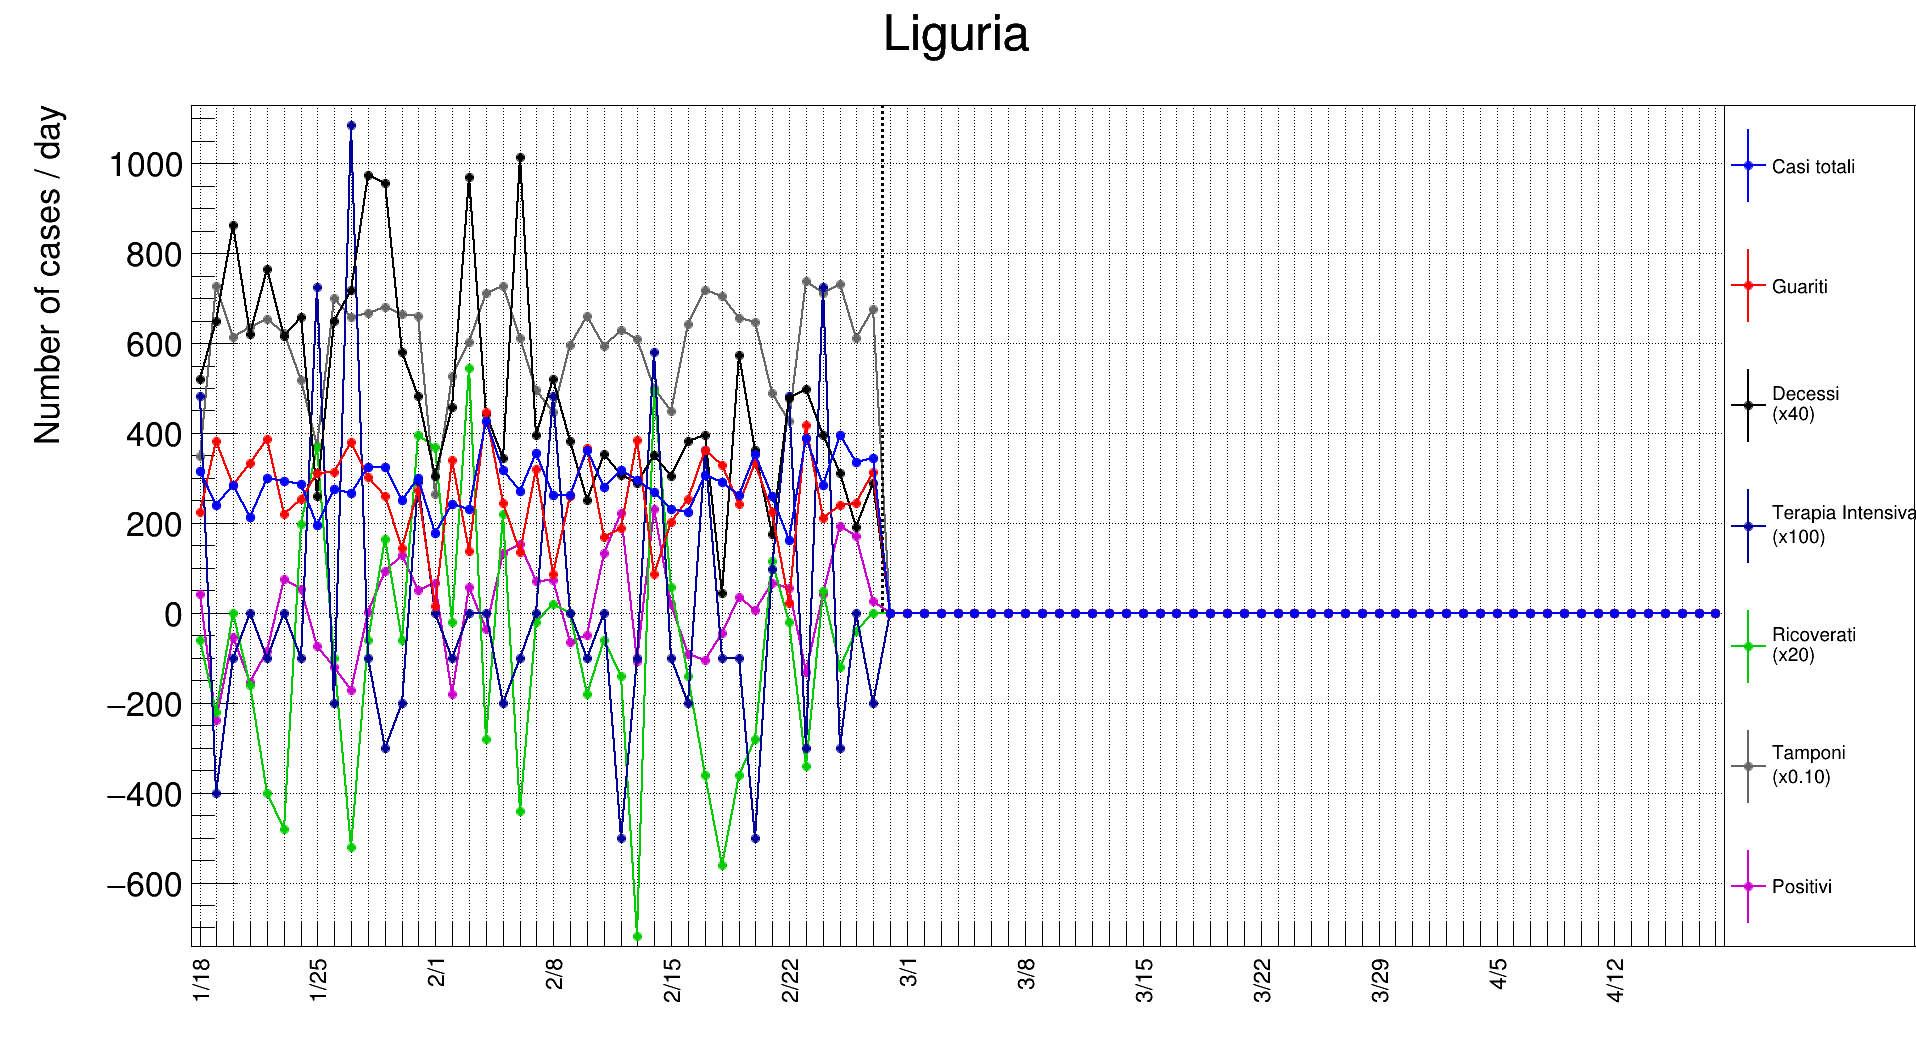 Liguria
Number of cases / day
1000
800
600
400
200
0
−200
−400
−600
1/18
1/25
2/1
2/8
2/15
2/22
3/1
3/8
3/15
3/22
3/29
4/5
4/12
Casi totali
Guariti
Decessi
(x40)
Terapia Intensiva
(x100)
Ricoverati
(x20)
Tamponi
(x0.10)
Positivi